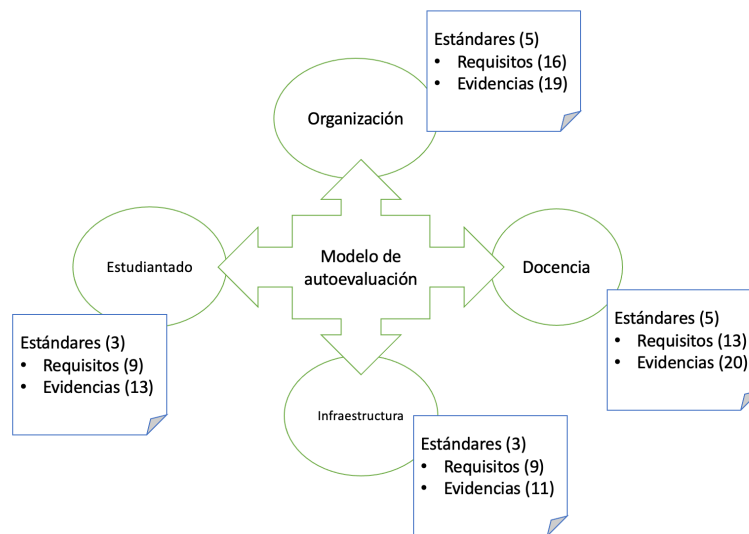 Estándares (5)
• Requisitos (16)
• Evidencias (19)
Organización
Modelo de
autoevaluación
Estudiantado
Docencia
Estándares (3)
• Requisitos (9)
• Evidencias (13)
Estándares (5)
• Requisitos (13)
• Evidencias (20)
Infraestructura
Estándares (3)
• Requisitos (9)
• Evidencias (11)